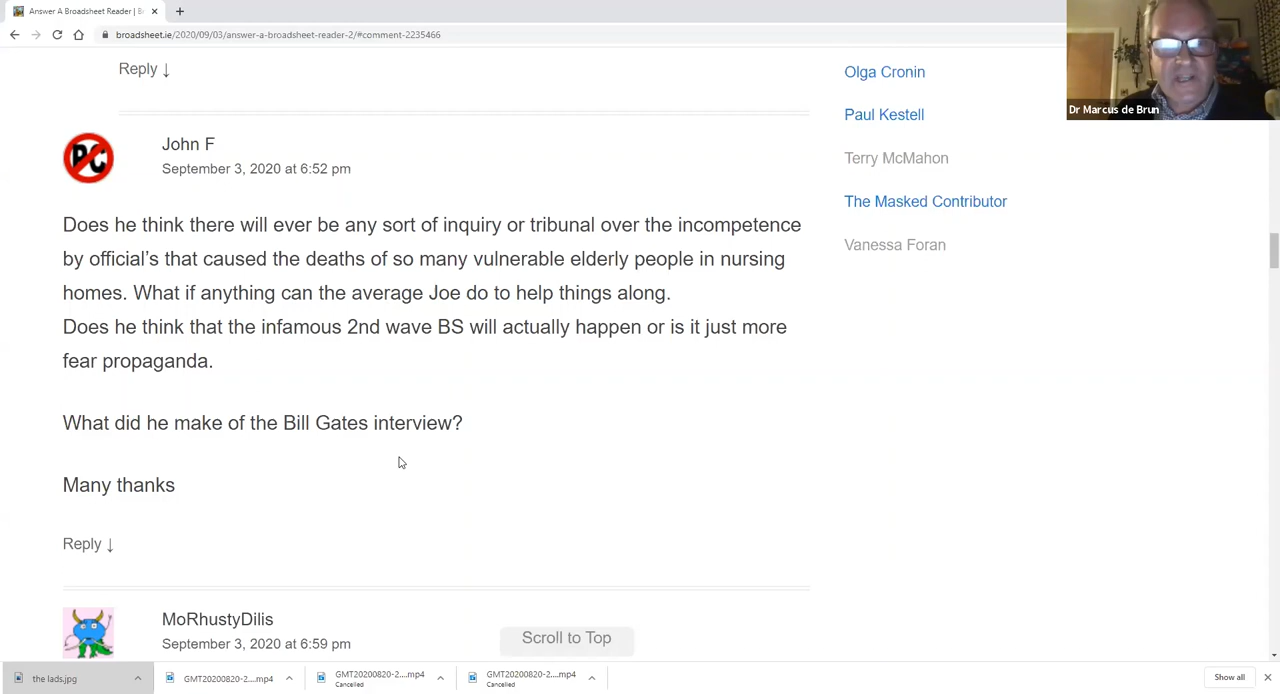 Answer A Broadsheet Reader | B
broadsheet.ie/2020/09/03/answer-a-broadsheet-reader-2/#comment-2235466
Dr Marcus de Brun
Reply ↓
Olga Cronin
Paul Kestell
Terry McMahon
The Masked Contributor
Vanessa Foran
PC
John F
September 3, 2020 at 6:52 pm
Does he think there will ever be any sort of inquiry or tribunal over the incompetence
by official's that caused the deaths of so many vulnerable elderly people in nursing
homes. What if anything can the average Joe do to help things along.
Does he think that the infamous 2nd wave BS will actually happen or is it just more
fear propaganda.
What did he make of the Bill Gates interview?
Many thanks
Reply ↓
MoRhustyDilis
September 3, 2020 at 6:59 pm
Scroll to Top
the lads.jpg
GMT20200820-2....mp4
GMT20200820-2....mp4
Cancelled
GMT20200820-2....mp4
Cancelled
Show all